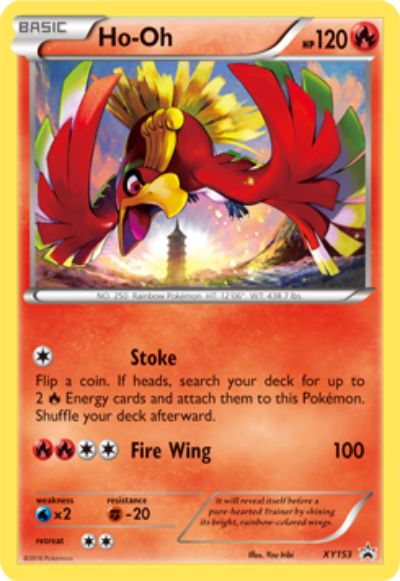 BASIC Ho-Oh HP120
NO. 250 Rainbow Pokémon HT: 12'06" WT: 438.7 lbs.
Stoke
Flip a coin. If heads, search your deck for up to
2 Energy cards and attach them to this Pokémon.
Shuffle your deck afterward.
Fire Wing 100
weakness resistance
×2 -20
It will reveal itself before a
pure-hearted Trainer by shining
its bright, rainbow-colored wings.
retreat
©2016 Pokémon Illus. You Iribi XY153
PROMO